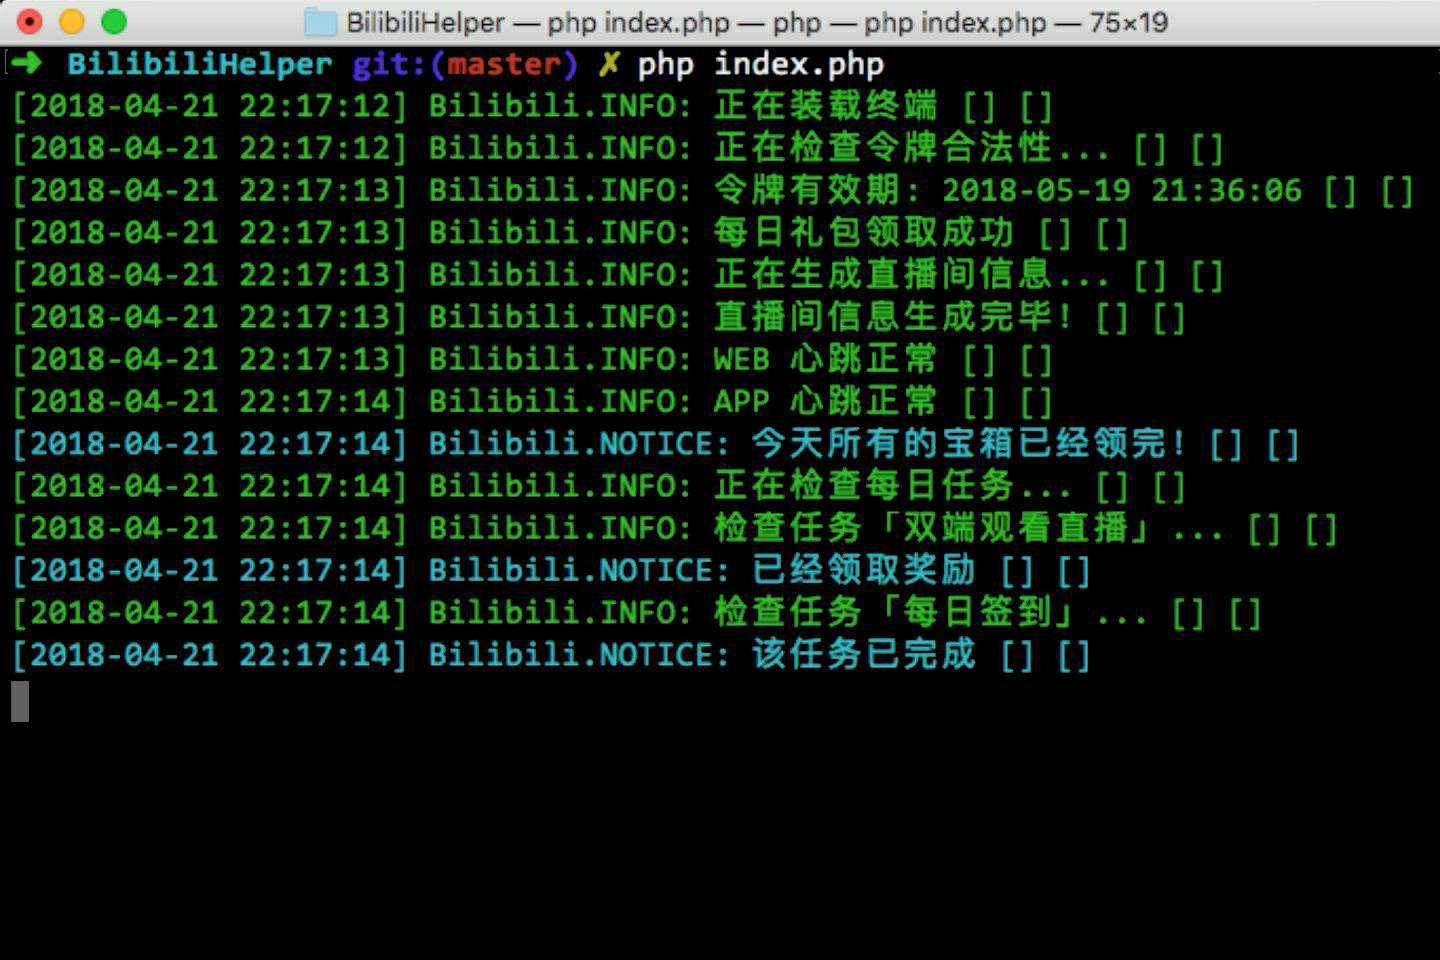 BilibiliHelper — php index.php — php — php index.php — 75×19
➜ BilibiliHelper git:(master) ✗ php index.php
[2018-04-21 22:17:12] Bilibili.INFO: 正在装载终端 [] []
[2018-04-21 22:17:12] Bilibili.INFO: 正在检查令牌合法性... [] []
[2018-04-21 22:17:13] Bilibili.INFO: 令牌有效期: 2018-05-19 21:36:06 [] []
[2018-04-21 22:17:13] Bilibili.INFO: 每日礼包领取成功 [] []
[2018-04-21 22:17:13] Bilibili.INFO: 正在生成直播间信息... [] []
[2018-04-21 22:17:13] Bilibili.INFO: 直播间信息生成完毕! [] []
[2018-04-21 22:17:13] Bilibili.INFO: WEB 心跳正常 [] []
[2018-04-21 22:17:14] Bilibili.INFO: APP 心跳正常 [] []
[2018-04-21 22:17:14] Bilibili.NOTICE: 今天所有的宝箱已经领完! [] []
[2018-04-21 22:17:14] Bilibili.INFO: 正在检查每日任务... [] []
[2018-04-21 22:17:14] Bilibili.INFO: 检查任务「双端观看直播」... [] []
[2018-04-21 22:17:14] Bilibili.NOTICE: 已经领取奖励 [] []
[2018-04-21 22:17:14] Bilibili.INFO: 检查任务「每日签到」... [] []
[2018-04-21 22:17:14] Bilibili.NOTICE: 该任务已完成 [] []